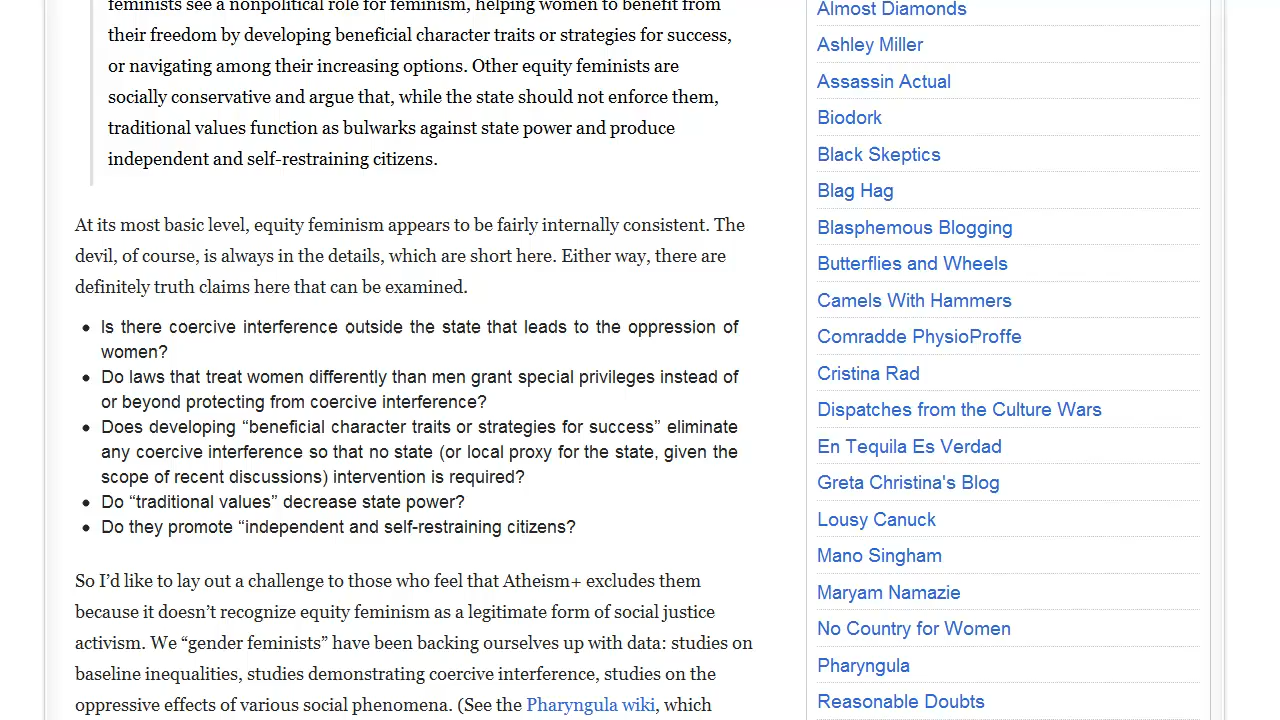 feminists see a nonpolitical role for feminism, helping women to benefit from
their freedom by developing beneficial character traits or strategies for success,
or navigating among their increasing options. Other equity feminists are
socially conservative and argue that, while the state should not enforce them,
traditional values function as bulwarks against state power and produce
independent and self-restraining citizens.
At its most basic level, equity feminism appears to be fairly internally consistent. The
devil, of course, is always in the details, which are short here. Either way, there are
definitely truth claims here that can be examined.
• Is there coercive interference outside the state that leads to the oppression of
women?
• Do laws that treat women differently than men grant special privileges instead of
or beyond protecting from coercive interference?
• Does developing “beneficial character traits or strategies for success” eliminate
any coercive interference so that no state (or local proxy for the state, given the
scope of recent discussions) intervention is required?
• Do “traditional values” decrease state power?
• Do they promote “independent and self-restraining citizens?
So I’d like to lay out a challenge to those who feel that Atheism+ excludes them
because it doesn’t recognize equity feminism as a legitimate form of social justice
activism. We “gender feminists” have been backing ourselves up with data: studies on
baseline inequalities, studies demonstrating coercive interference, studies on the
oppressive effects of various social phenomena. (See the Pharyngula wiki, which
Almost Diamonds
Ashley Miller
Assassin Actual
Biodork
Black Skeptics
Blag Hag
Blasphemous Blogging
Butterflies and Wheels
Camels With Hammers
Comradde PhysioProffe
Cristina Rad
Dispatches from the Culture Wars
En Tequila Es Verdad
Greta Christina's Blog
Lousy Canuck
Mano Singham
Maryam Namazie
No Country for Women
Pharyngula
Reasonable Doubts